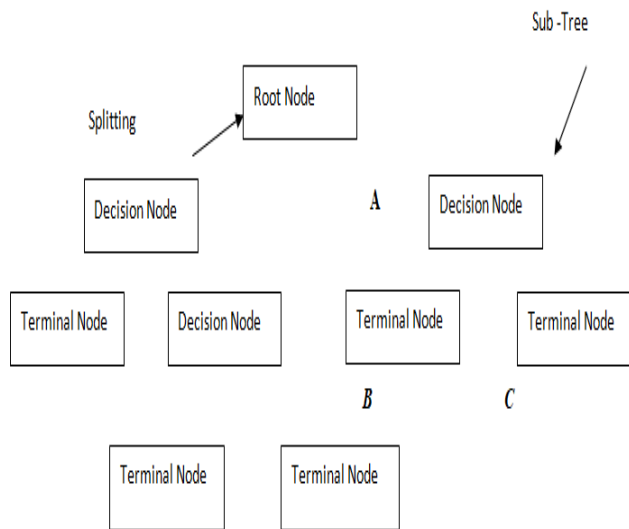 Sub -Tree
Root Node
Splitting
Decision Node
A
Decision Node
Terminal Node
Decision Node
Terminal Node
Terminal Node
B
C
Terminal Node
Terminal Node